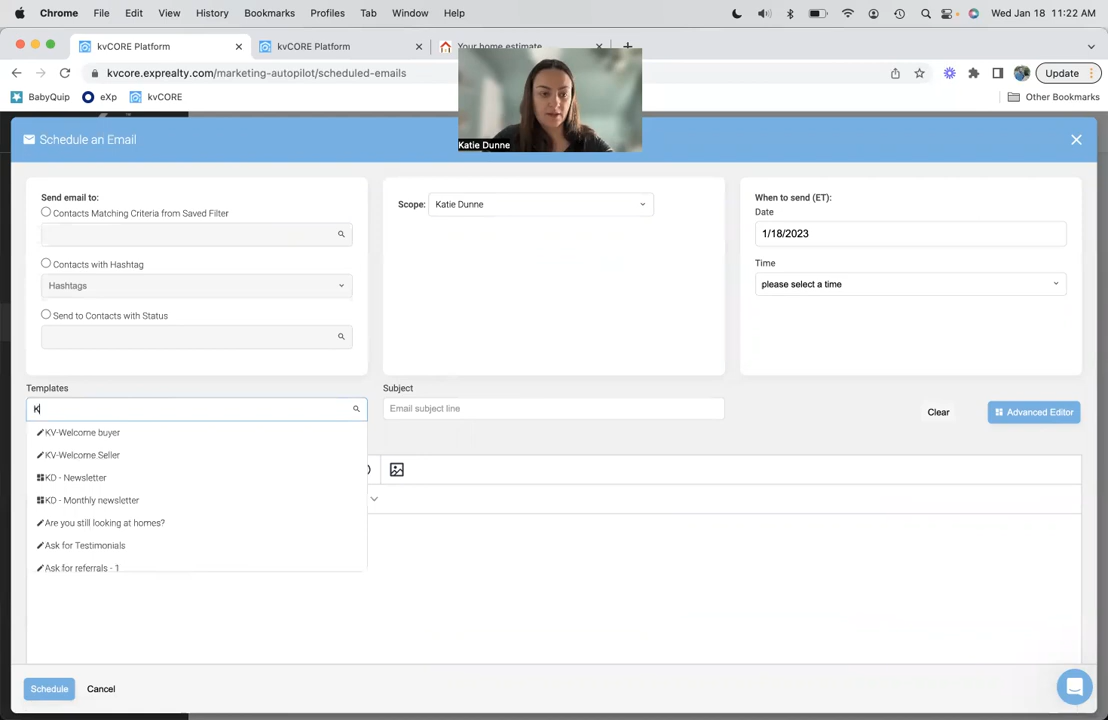 Chrome File Edit View History Bookmarks Profiles Tab Window Help Wed Jan 18 11:22 AM
kvCORE Platform kvCORE Platform Your home estimate
kvcore.exprealty.com/marketing-autopilot/scheduled-emails Update
BabyQuip eXp kvCORE Other Bookmarks
Katie Dunne
Schedule an Email
Send email to:
Contacts Matching Criteria from Saved Filter
Contacts with Hashtag
Hashtags
Send to Contacts with Status
Scope: Katie Dunne
When to send (ET):
Date
1/18/2023
Time
please select a time
Templates
K
KV-Welcome buyer
KV-Welcome Seller
KD - Newsletter
KD - Monthly newsletter
Are you still looking at homes?
Ask for Testimonials
Ask for referrals - 1
Subject
Email subject line
Clear
Advanced Editor
Schedule Cancel